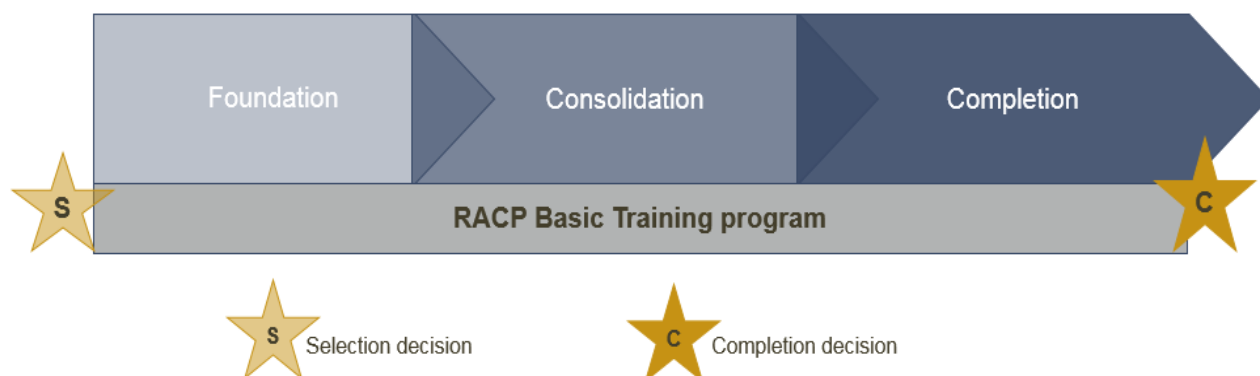 Foundation
Consolidation
Completion
S
RACP Basic Training program
C
S Selection decision
C Completion decision